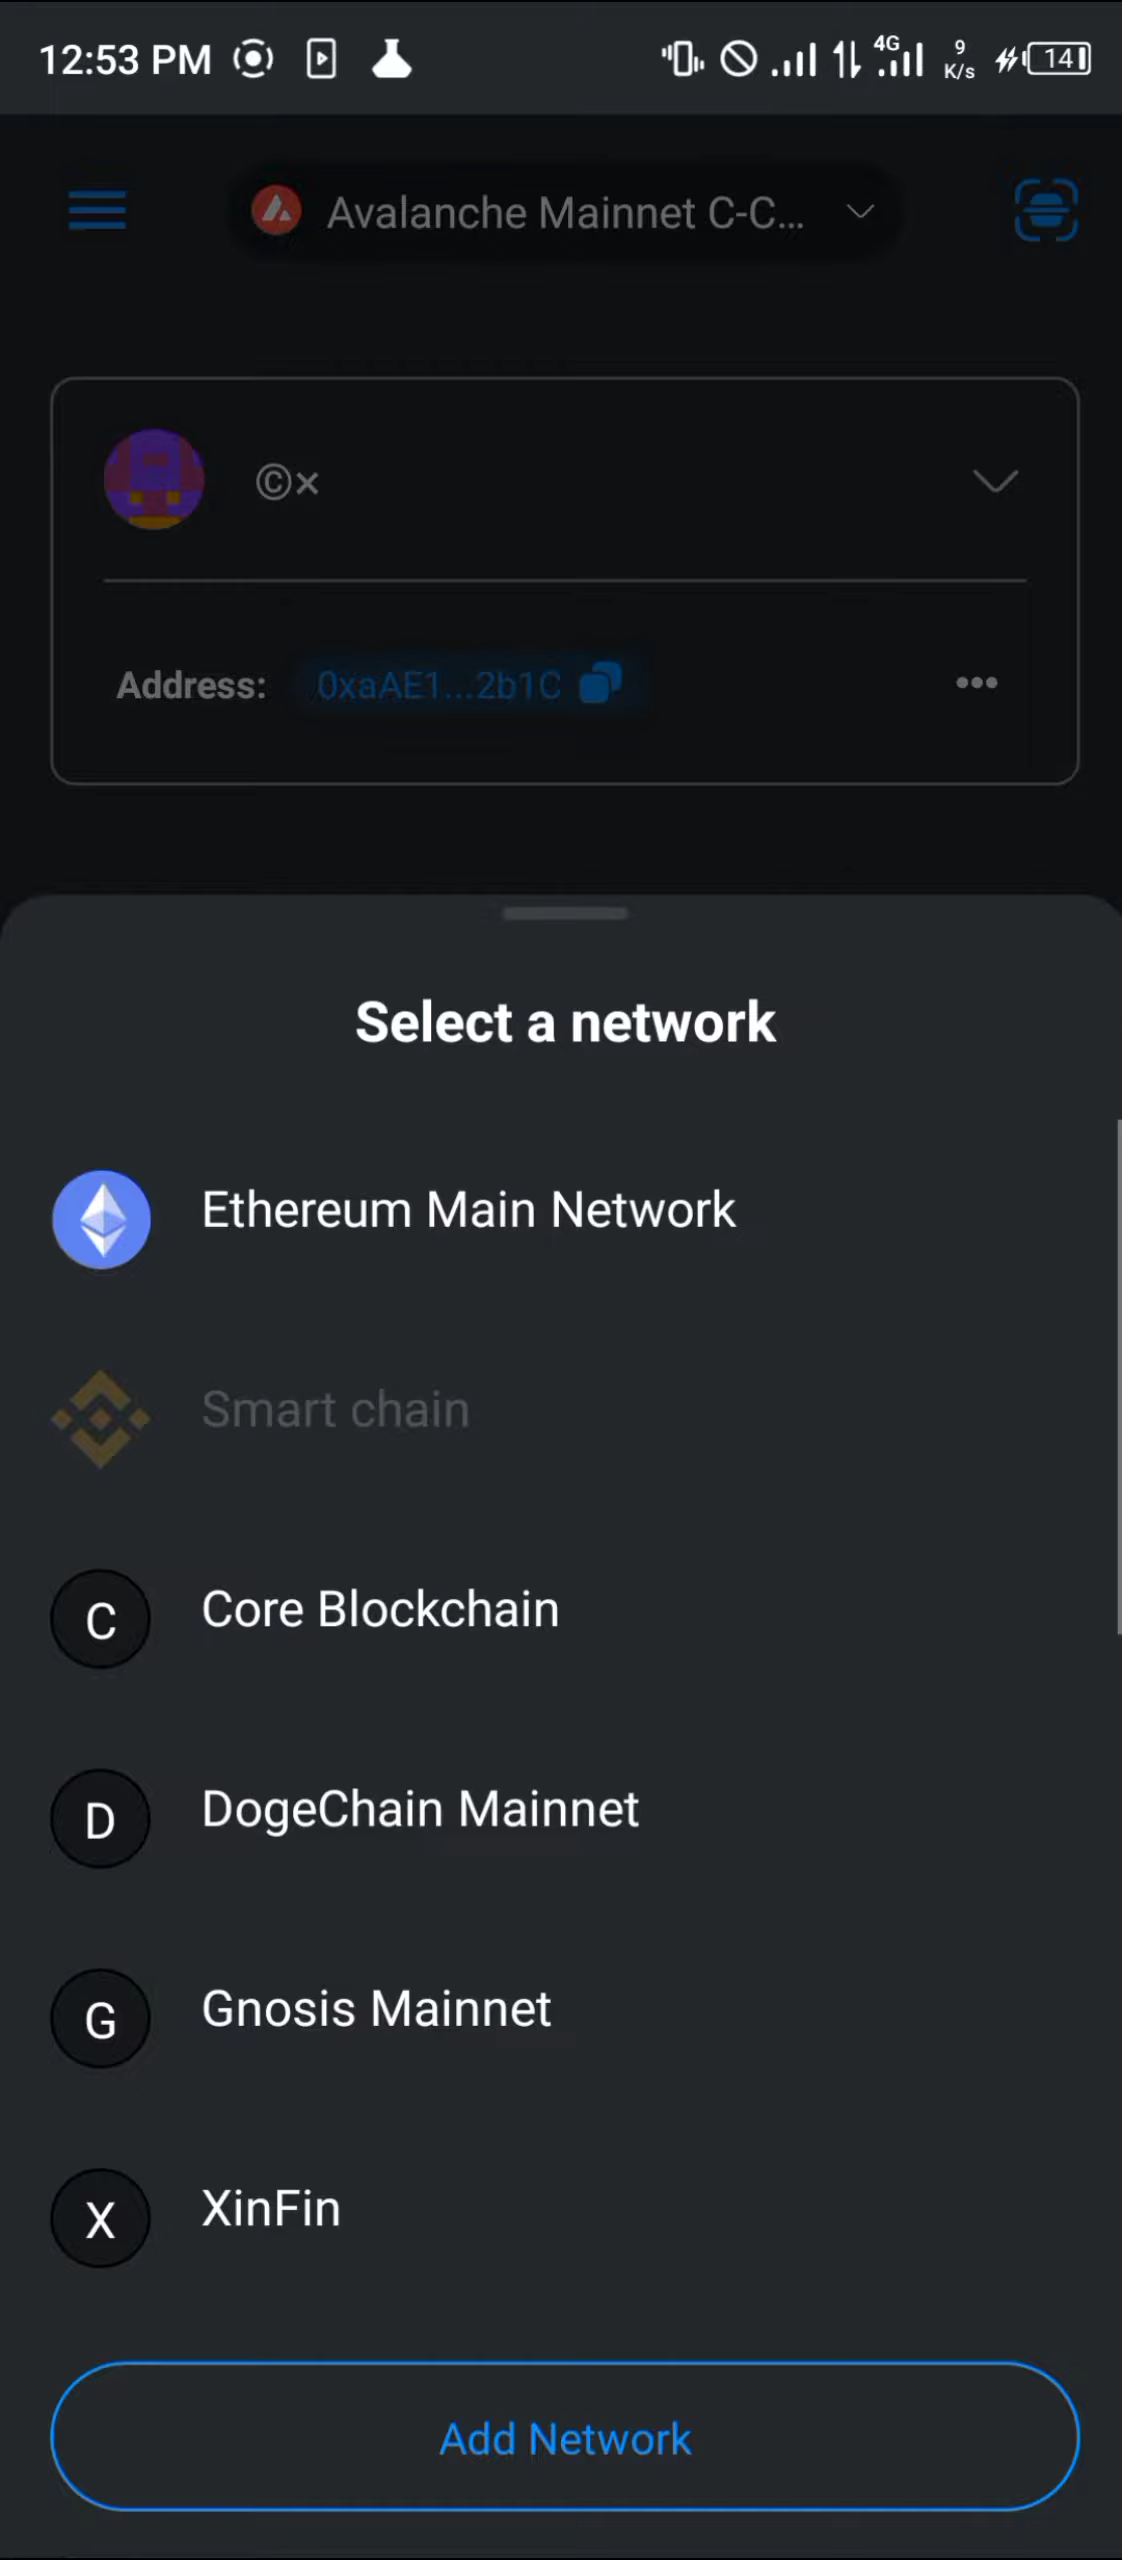 12:53 PM
4G
9
K/s
14
Avalanche Mainnet C-C...
©×
Address: 0xaAE1...2b1C
•••
Select a network
Ethereum Main Network
Smart chain
C
Core Blockchain
D
DogeChain Mainnet
G
Gnosis Mainnet
X
XinFin
Add Network